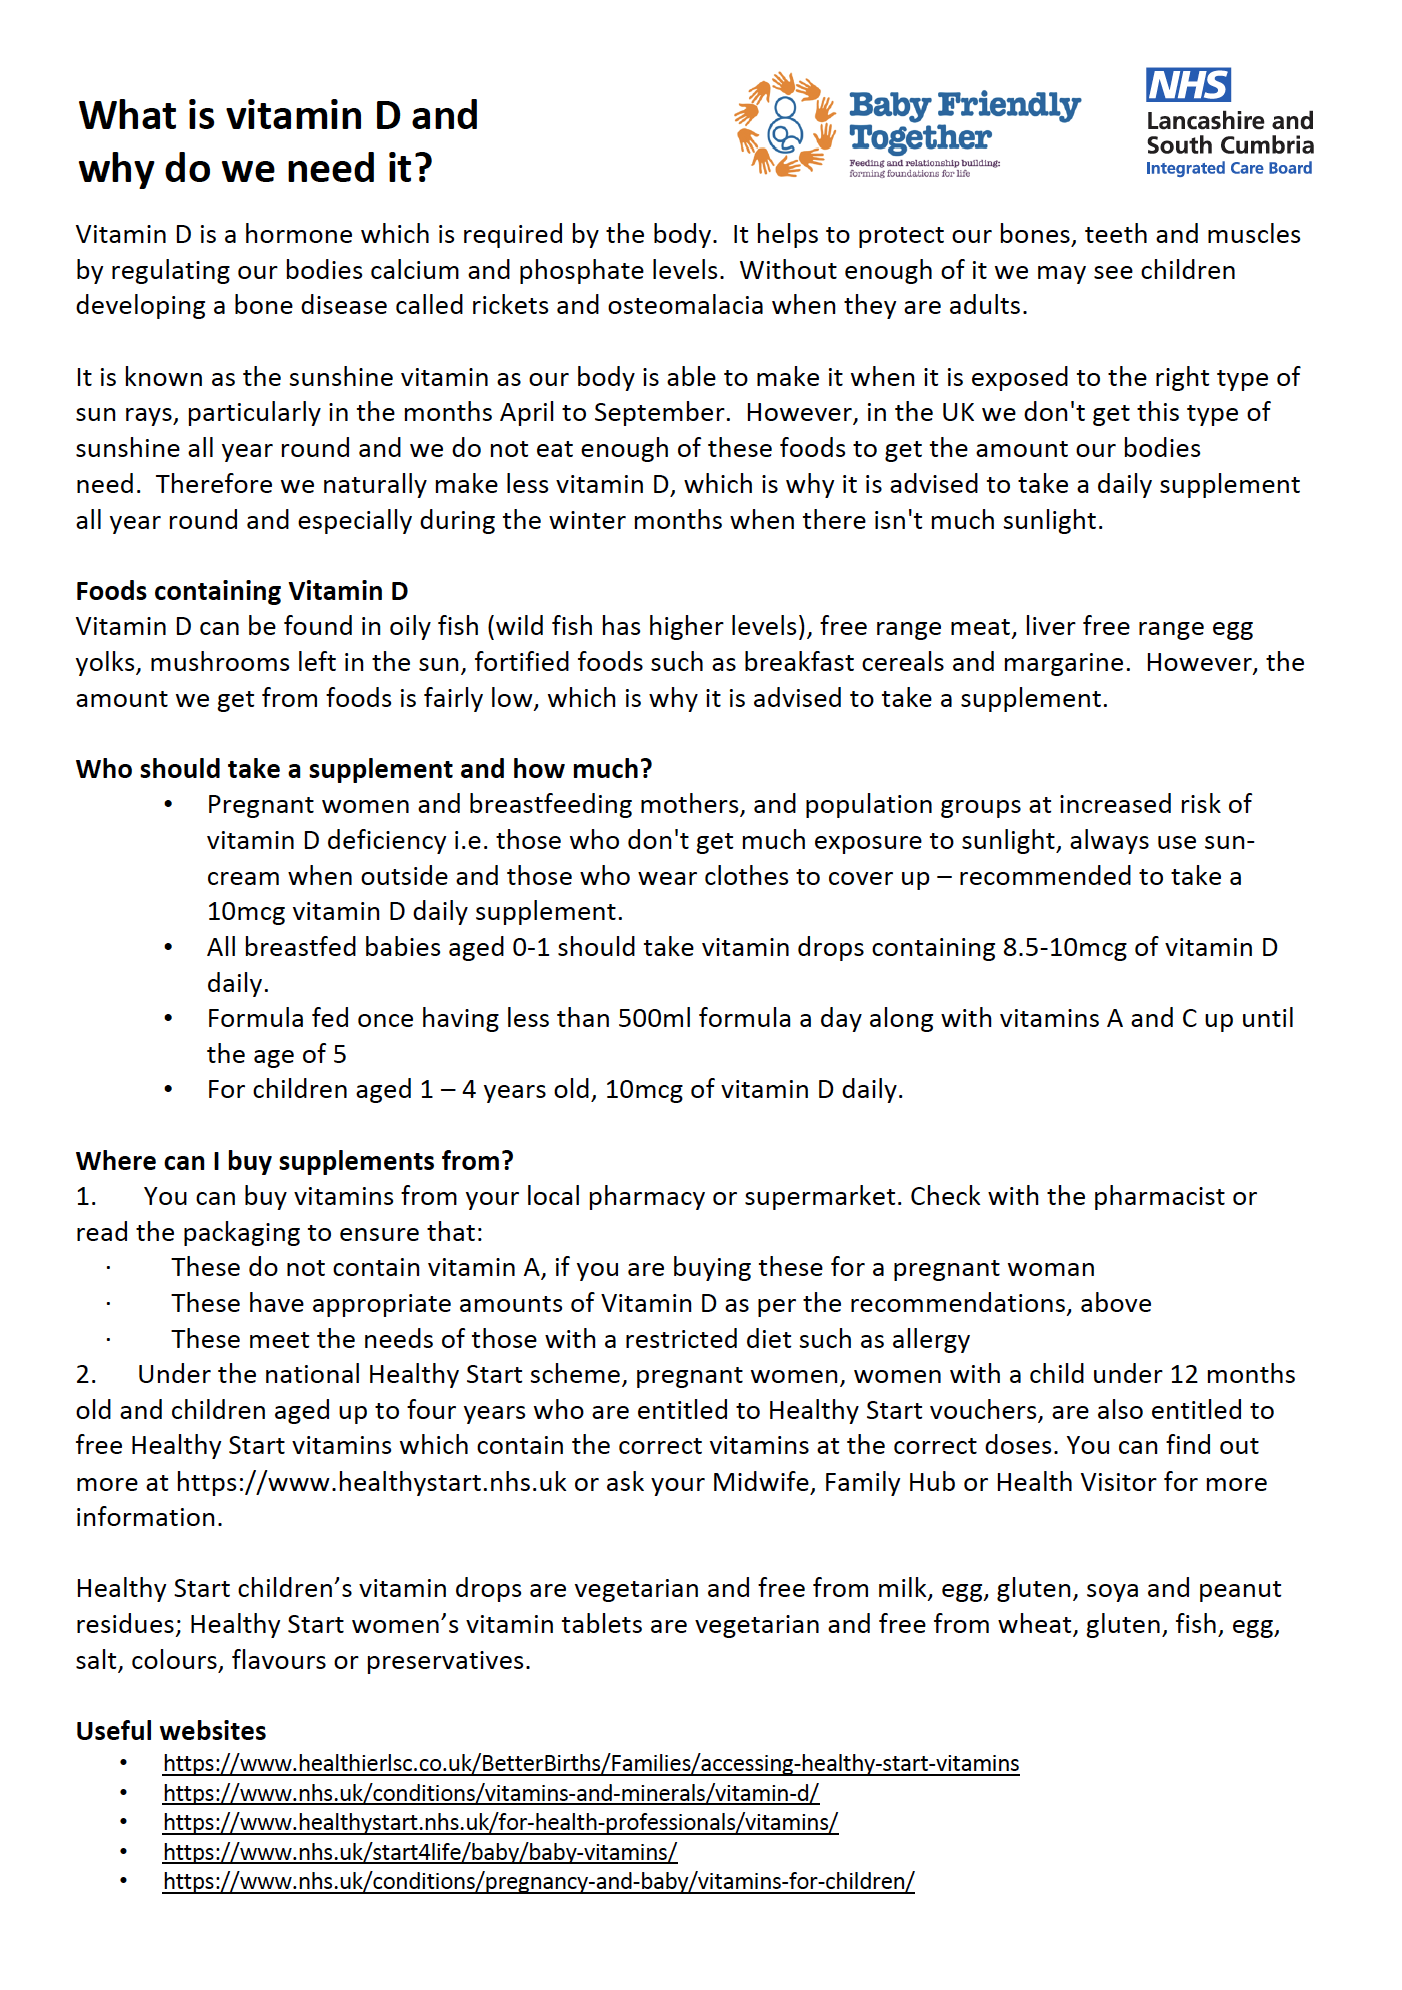 What is vitamin D and
why do we need it?
Baby Friendly
Together
Feeding and relationship building:
forming foundations for life
NHS
Lancashire and
South Cumbria
Integrated Care Board
Vitamin D is a hormone which is required by the body.  It helps to protect our bones, teeth and muscles
by regulating our bodies calcium and phosphate levels.  Without enough of it we may see children
developing a bone disease called rickets and osteomalacia when they are adults.
It is known as the sunshine vitamin as our body is able to make it when it is exposed to the right type of
sun rays, particularly in the months April to September.  However, in the UK we don't get this type of
sunshine all year round and we do not eat enough of these foods to get the amount our bodies
need.  Therefore we naturally make less vitamin D, which is why it is advised to take a daily supplement
all year round and especially during the winter months when there isn't much sunlight.
Foods containing Vitamin D
Vitamin D can be found in oily fish (wild fish has higher levels), free range meat, liver free range egg
yolks, mushrooms left in the sun, fortified foods such as breakfast cereals and margarine.  However, the
amount we get from foods is fairly low, which is why it is advised to take a supplement.
Who should take a supplement and how much?
• Pregnant women and breastfeeding mothers, and population groups at increased risk of
vitamin D deficiency i.e. those who don't get much exposure to sunlight, always use sun-
cream when outside and those who wear clothes to cover up – recommended to take a
10mcg vitamin D daily supplement.
• All breastfed babies aged 0-1 should take vitamin drops containing 8.5-10mcg of vitamin D
daily.
• Formula fed once having less than 500ml formula a day along with vitamins A and C up until
the age of 5
• For children aged 1 – 4 years old, 10mcg of vitamin D daily.
Where can I buy supplements from?
1. You can buy vitamins from your local pharmacy or supermarket. Check with the pharmacist or
read the packaging to ensure that:
· These do not contain vitamin A, if you are buying these for a pregnant woman
· These have appropriate amounts of Vitamin D as per the recommendations, above
· These meet the needs of those with a restricted diet such as allergy
2. Under the national Healthy Start scheme, pregnant women, women with a child under 12 months
old and children aged up to four years who are entitled to Healthy Start vouchers, are also entitled to
free Healthy Start vitamins which contain the correct vitamins at the correct doses. You can find out
more at https://www.healthystart.nhs.uk or ask your Midwife, Family Hub or Health Visitor for more
information.
Healthy Start children’s vitamin drops are vegetarian and free from milk, egg, gluten, soya and peanut
residues; Healthy Start women’s vitamin tablets are vegetarian and free from wheat, gluten, fish, egg,
salt, colours, flavours or preservatives.
Useful websites
• https://www.healthierlsc.co.uk/BetterBirths/Families/accessing-healthy-start-vitamins
• https://www.nhs.uk/conditions/vitamins-and-minerals/vitamin-d/
• https://www.healthystart.nhs.uk/for-health-professionals/vitamins/
• https://www.nhs.uk/start4life/baby/baby-vitamins/
• https://www.nhs.uk/conditions/pregnancy-and-baby/vitamins-for-children/